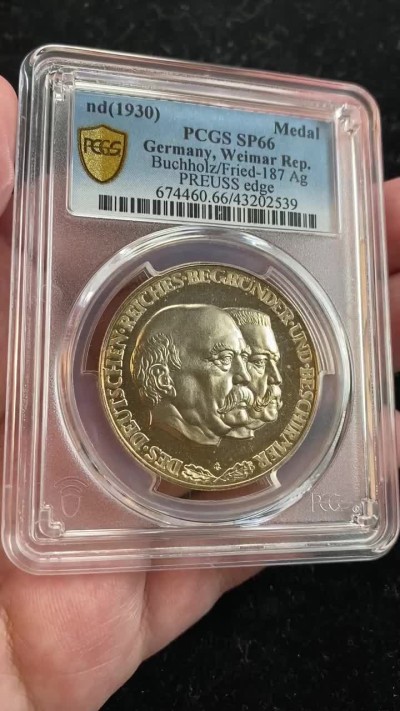 nd(1930)
Medal
PCGS SP66
Germany, Weimar Rep.
Buchholz/Fried-187 Ag
PREUSS edge
674460.66/43202539
PCGS
DES·DEUTSCHEN·REICHES·BEGRÜNDER·UND·BESCHIRMER
PCGS